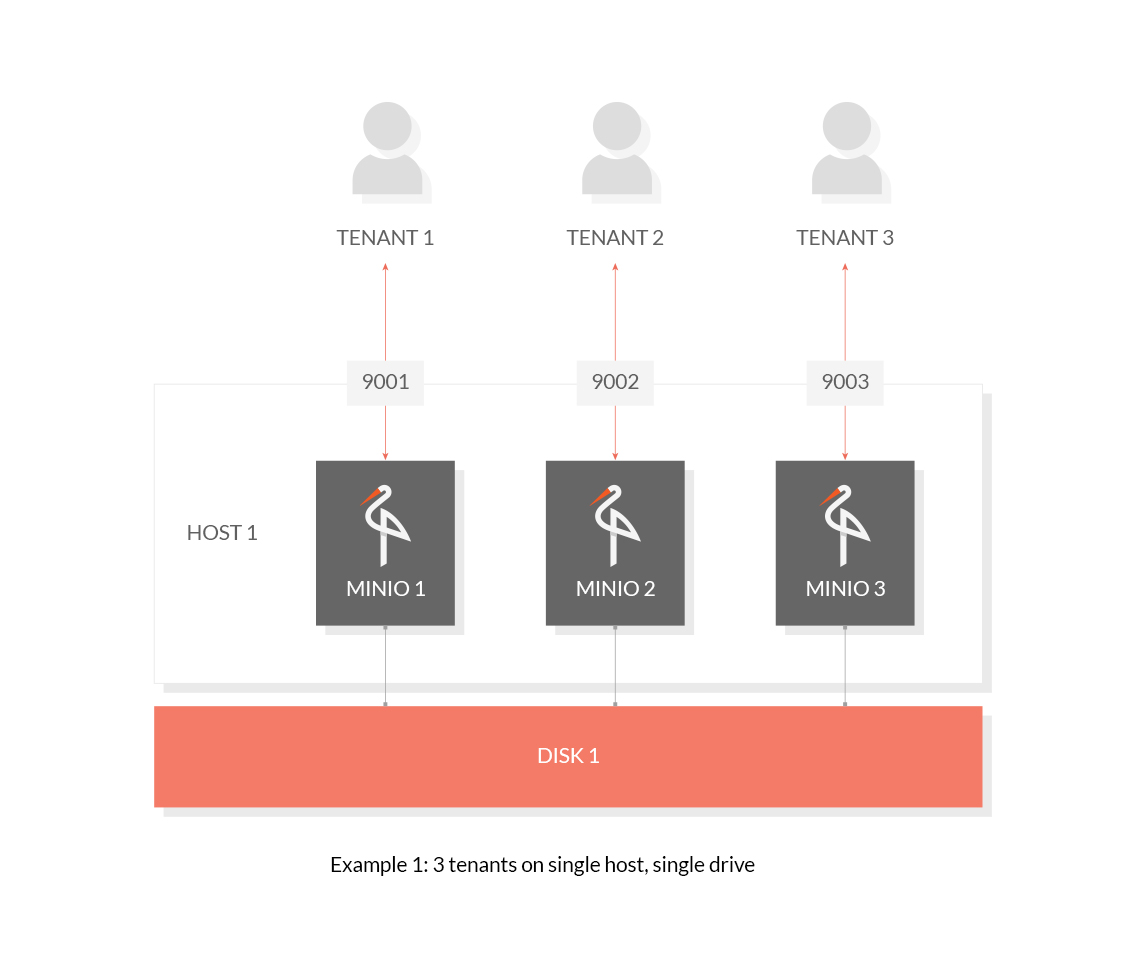 TENANT 1
TENANT 2
TENANT 3
9001
9002
9003
HOST 1
MINIO 1
MINIO 2
MINIO 3
DISK 1
Example 1: 3 tenants on single host, single drive